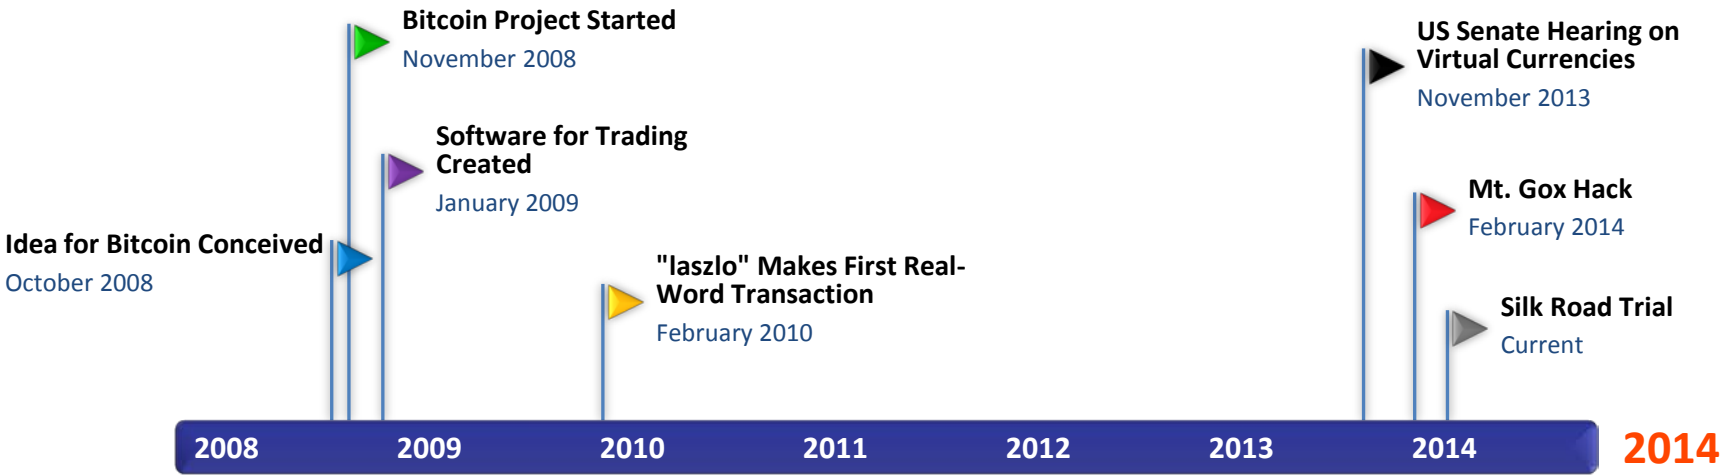 Bitcoin Project Started
November 2008
US Senate Hearing on
Virtual Currencies
November 2013
Software for Trading
Created
January 2009
Mt. Gox Hack
February 2014
Idea for Bitcoin Conceived
October 2008
"laszlo" Makes First Real-
Word Transaction
February 2010
Silk Road Trial
Current
2008 2009 2010 2011 2012 2013 2014 2014